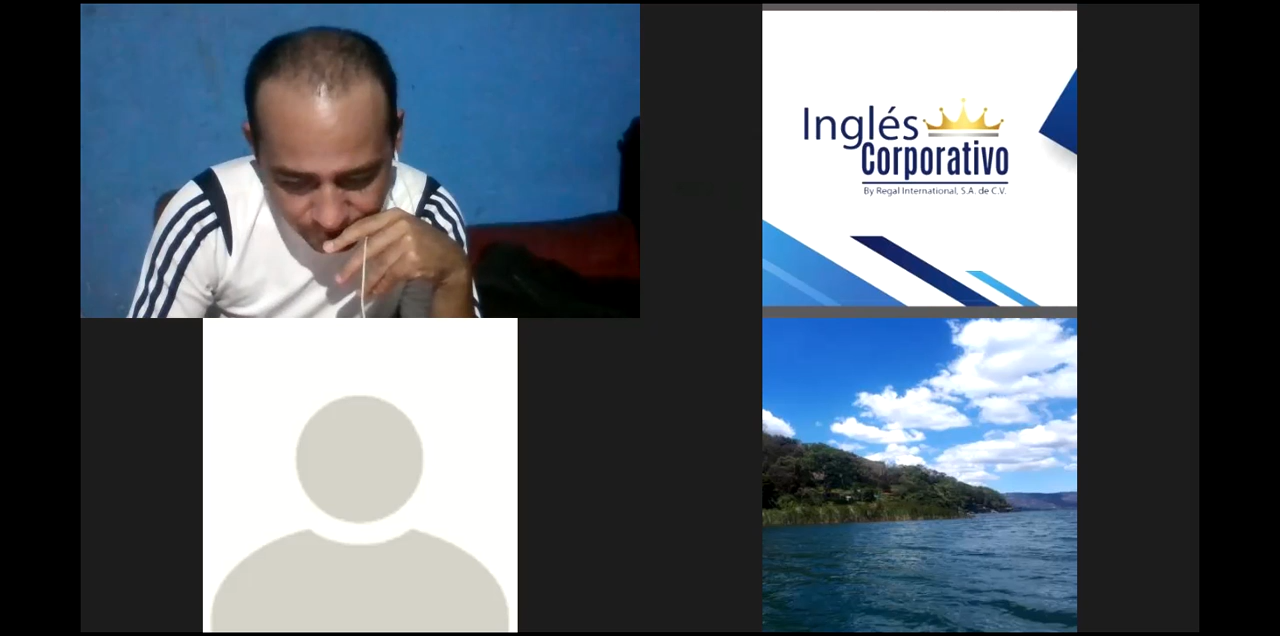 Inglés
Corporativo
By Regal International, S.A. de C.V.